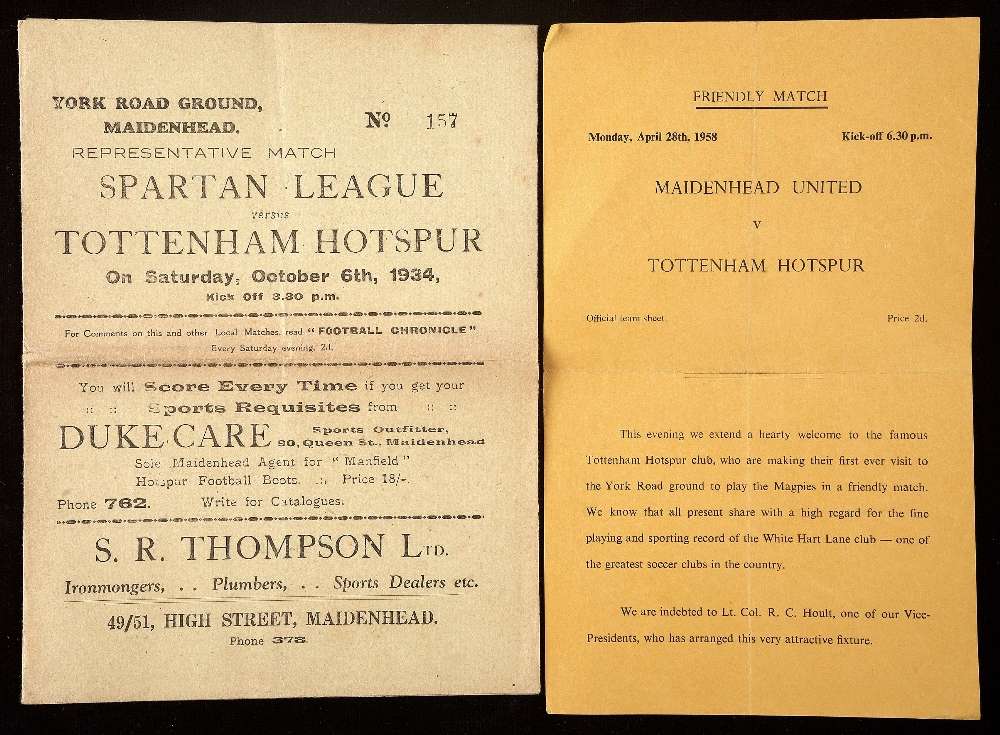 YORK ROAD GROUND,
MAIDENHEAD.
No 157
REPRESENTATIVE MATCH
SPARTAN LEAGUE
versus
TOTTENHAM HOTSPUR
On Saturday, October 6th, 1934,
Kick Off 3.30 p.m.
For Comments on this and other Local Matches, read "FOOTBALL CHRONICLE"
Every Saturday evening, 2d.
You will Score Every Time if you get your
:: :: Sports Requisites from :: ::
DUKE CARE Sports Outfitter,
90, Queen St., Maidenhead
Sole Maidenhead Agent for "Manfield"
Hotspur Football Boots. .:. Price 18/-.
Phone 762. Write for Catalogues.
S. R. THOMPSON LTD.
Ironmongers, . . Plumbers, . . Sports Dealers etc.
49/51, HIGH STREET, MAIDENHEAD.
Phone 378.
FRIENDLY MATCH
Monday, April 28th, 1958 Kick-off 6.30 p.m.
MAIDENHEAD UNITED
v
TOTTENHAM HOTSPUR
Official team sheet. Price 2d.
This evening we extend a hearty welcome to the famous
Tottenham Hotspur club, who are making their first ever visit to
the York Road ground to play the Magpies in a friendly match.
We know that all present share with a high regard for the fine
playing and sporting record of the White Hart Lane club — one of
the greatest soccer clubs in the country.
We are indebted to Lt. Col. R. C. Hoult, one of our Vice-
Presidents, who has arranged this very attractive fixture.